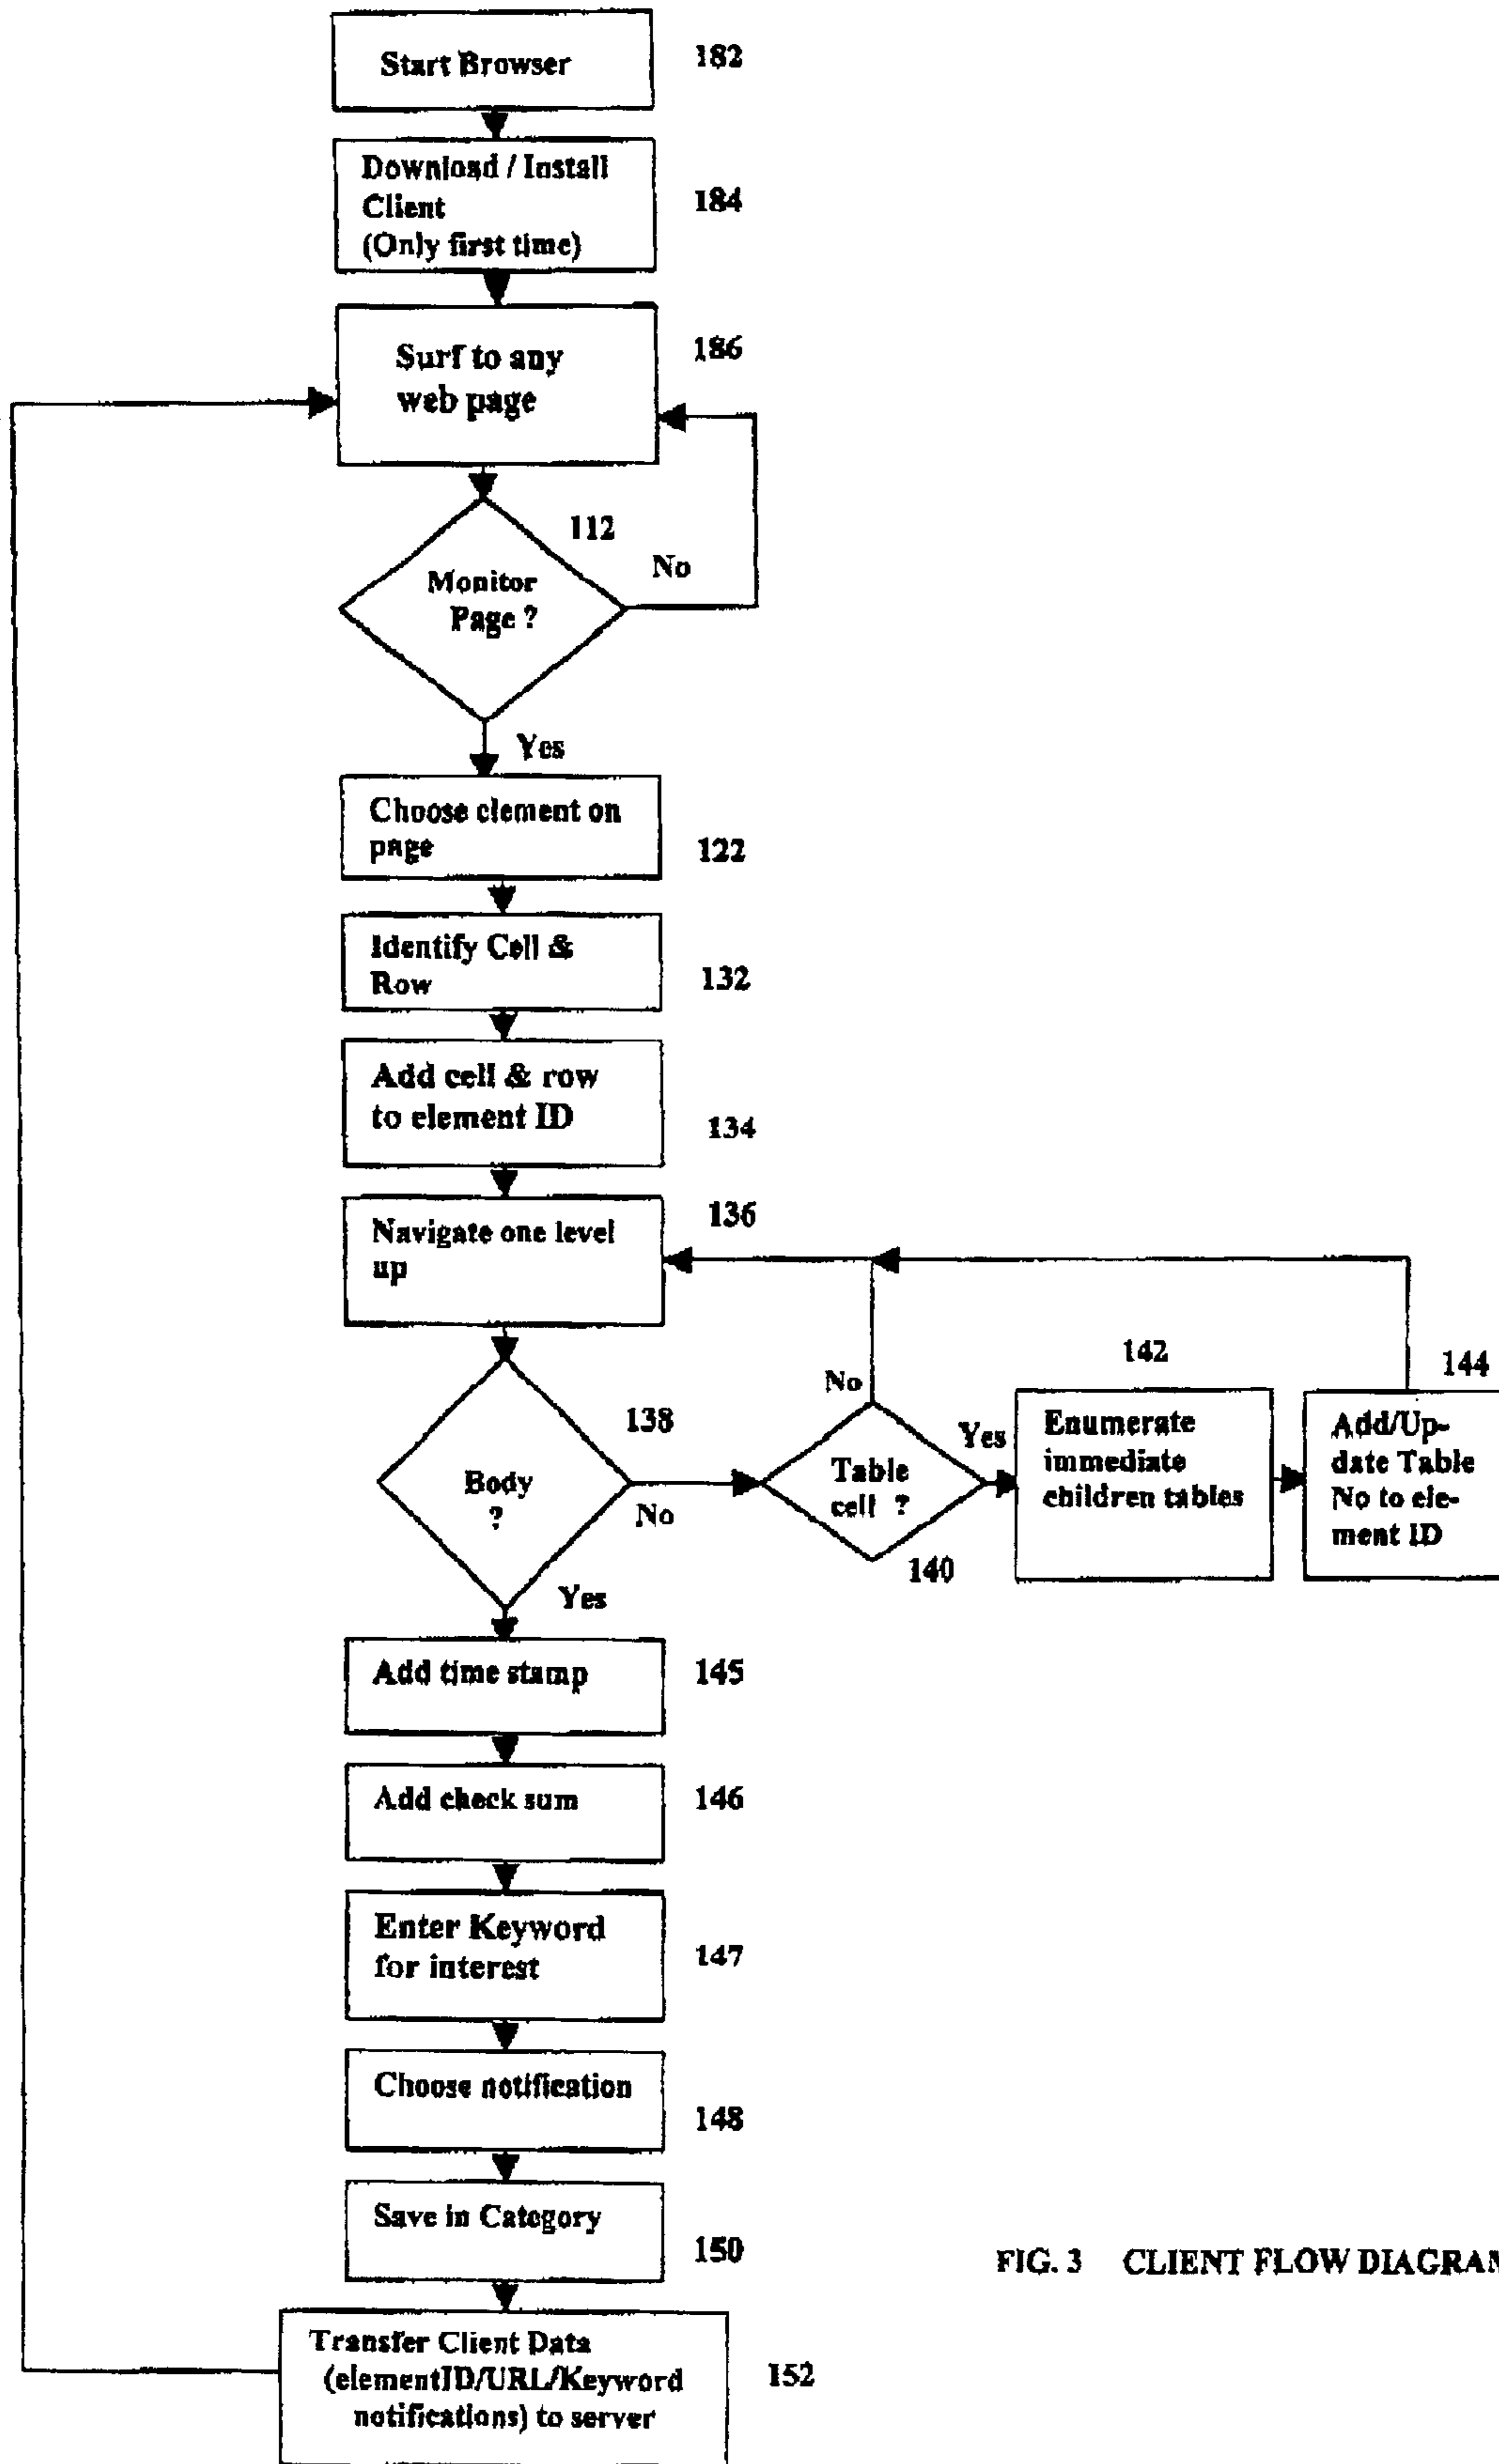 Start Browser
182
Download / Install
Client
(Only first time)
184
Surf to any
web page
186
112
Monitor
Page ?
No
Yes
Choose element on
page
122
Identify Cell &
Row
132
Add cell & row
to element ID
134
Navigate one level
up
136
Body
?
138
No
Yes
Table
cell ?
140
No
Yes
142
Enumerate
immediate
children tables
144
Add/Up-
date Table
No to ele-
ment ID
Add time stamp
145
Add check sum
146
Enter Keyword
for interest
147
Choose notification
148
Save in Category
150
FIG. 3 CLIENT FLOW DIAGRAM
Transfer Client Data
(elementID/URL/Keyword
notifications) to server
152